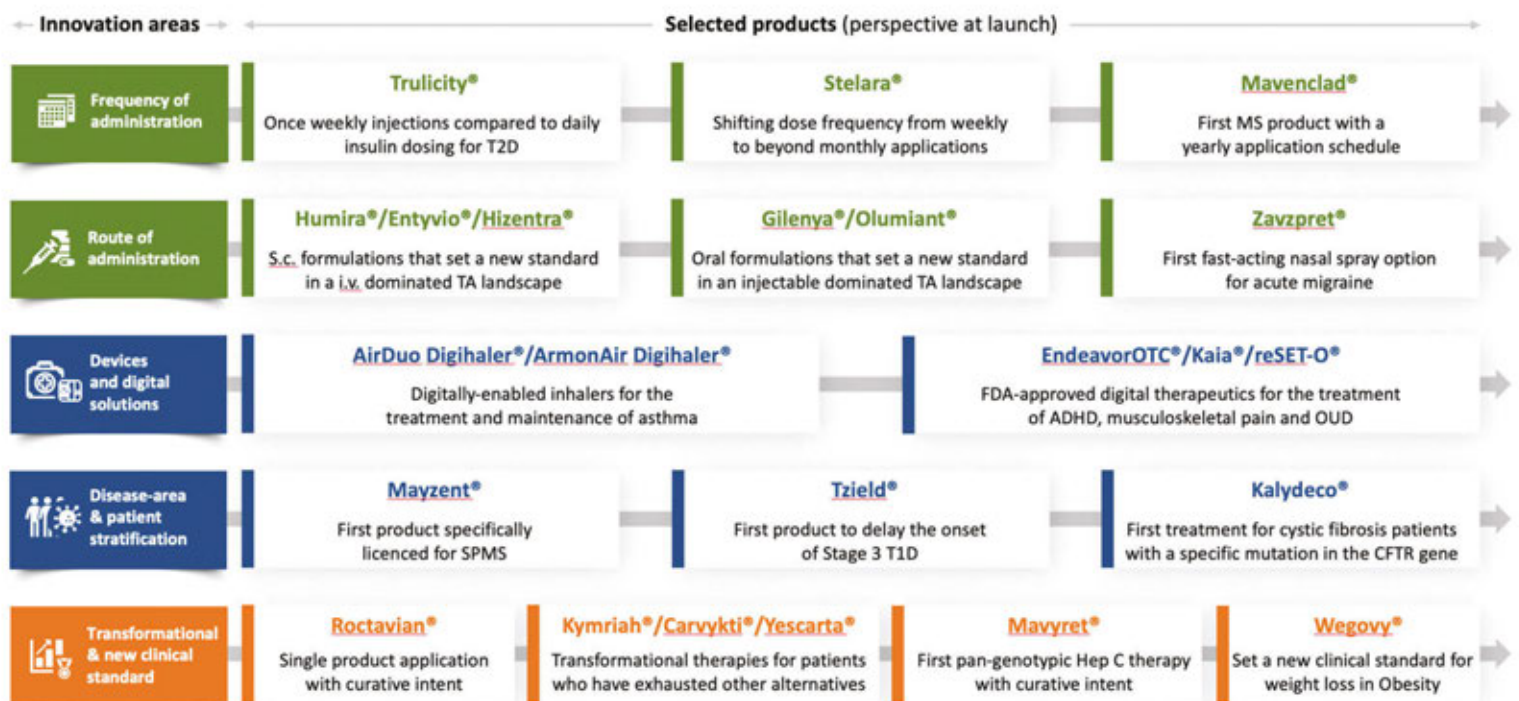 Innovation areas
Selected products (perspective at launch)
Frequency of
administration
Trulicity®
Once weekly injections compared to daily
insulin dosing for T2D
Stelara®
Shifting dose frequency from weekly
to beyond monthly applications
Mavenclad®
First MS product with a
yearly application schedule
Route of
administration
Humira®/Entyvio®/Hizentra®
S.c. formulations that set a new standard
in a i.v. dominated TA landscape
Gilenya®/Olumiant®
Oral formulations that set a new standard
in an injectable dominated TA landscape
Zavzpret®
First fast-acting nasal spray option
for acute migraine
Devices
and digital
solutions
AirDuo Digihaler®/ArmonAir Digihaler®
Digitally-enabled inhalers for the
treatment and maintenance of asthma
EndeavorOTC®/Kaia®/reSET-O®
FDA-approved digital therapeutics for the treatment
of ADHD, musculoskeletal pain and OUD
Disease-area
& patient
stratification
Mayzent®
First product specifically
licenced for SPMS
Tzield®
First product to delay the onset
of Stage 3 T1D
Kalydeco®
First treatment for cystic fibrosis patients
with a specific mutation in the CFTR gene
Transformational
& new clinical
standard
Roctavian®
Single product application
with curative intent
Kymriah®/Carvykti®/Yescarta®
Transformational therapies for patients
who have exhausted other alternatives
Mavyret®
First pan-genotypic Hep C therapy
with curative intent
Wegovy®
Set a new clinical standard for
weight loss in Obesity